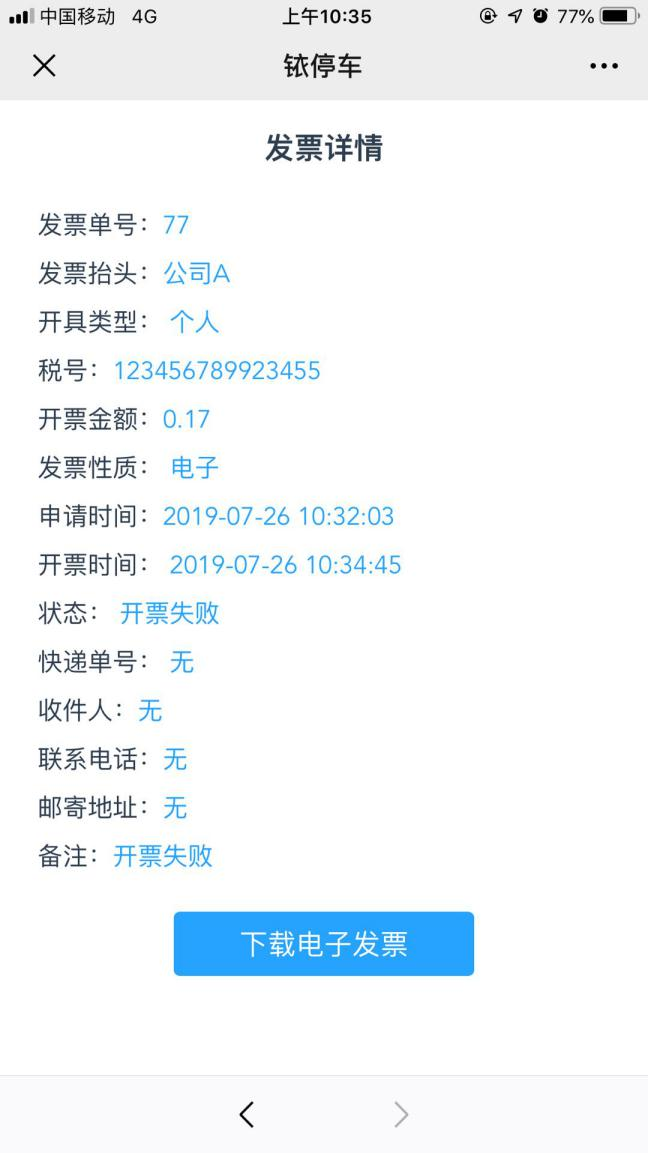 中国移动 4G 上午10:35 77%
铱停车
发票详情
发票单号：77
发票抬头：公司A
开具类型： 个人
税号：123456789923455
开票金额：0.17
发票性质： 电子
申请时间：2019-07-26 10:32:03
开票时间： 2019-07-26 10:34:45
状态： 开票失败
快递单号： 无
收件人：无
联系电话：无
邮寄地址：无
备注：开票失败
下载电子发票